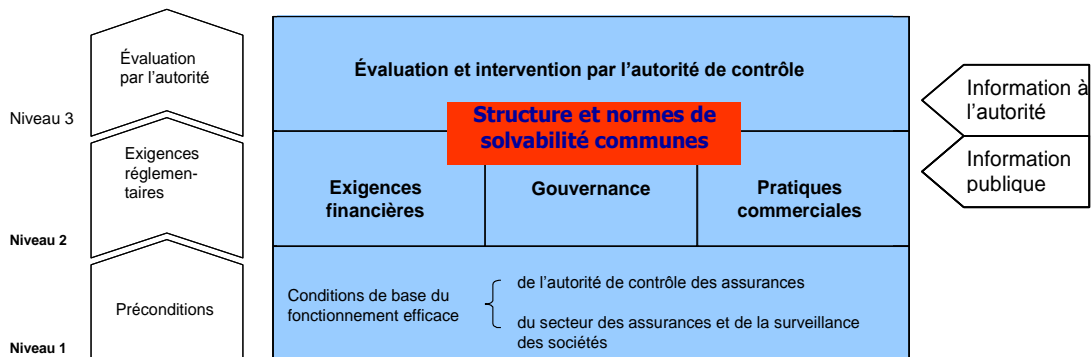 Évaluation
par l'autorité
Niveau 3
Exigences
réglemen-
taires
Niveau 2
Préconditions
Niveau 1
Évaluation et intervention par l'autorité de contrôle
Structure et normes de
solvabilité communes
Exigences
financières
Gouvernance
Pratiques
commerciales
Conditions de base du
fonctionnement efficace
de l'autorité de contrôle des assurances
du secteur des assurances et de la surveillance
des sociétés
Information à
l'autorité
Information
publique